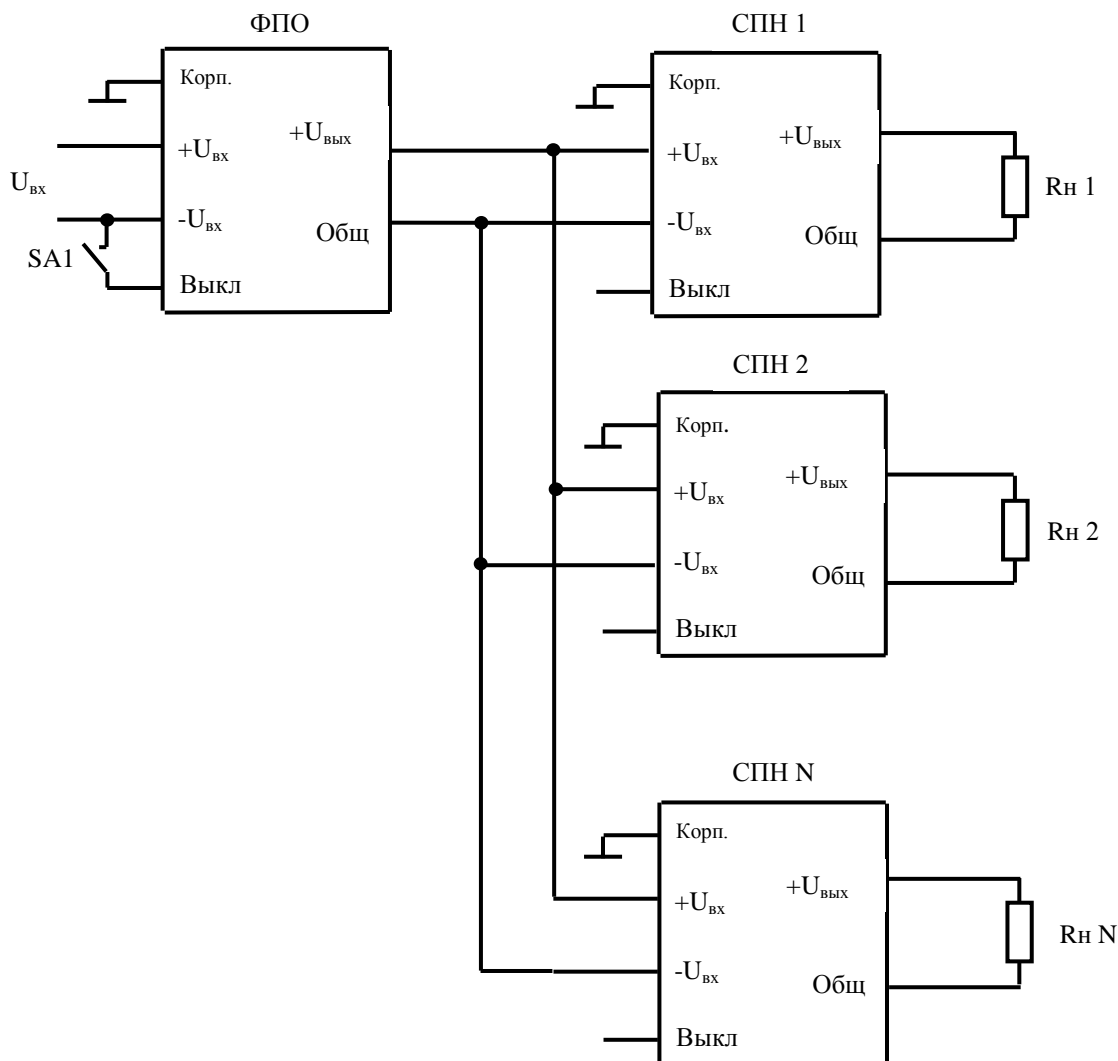 ФПО
Корп.
+Uвх
-Uвх
Выкл
+Uвых
Общ
Uвх
SA1
СПН 1
Корп.
+Uвх
-Uвх
Выкл
+Uвых
Общ
Rн 1
СПН 2
Корп.
+Uвх
-Uвх
Выкл
+Uвых
Общ
Rн 2
СПН N
Корп.
+Uвх
-Uвх
Выкл
+Uвых
Общ
Rн N